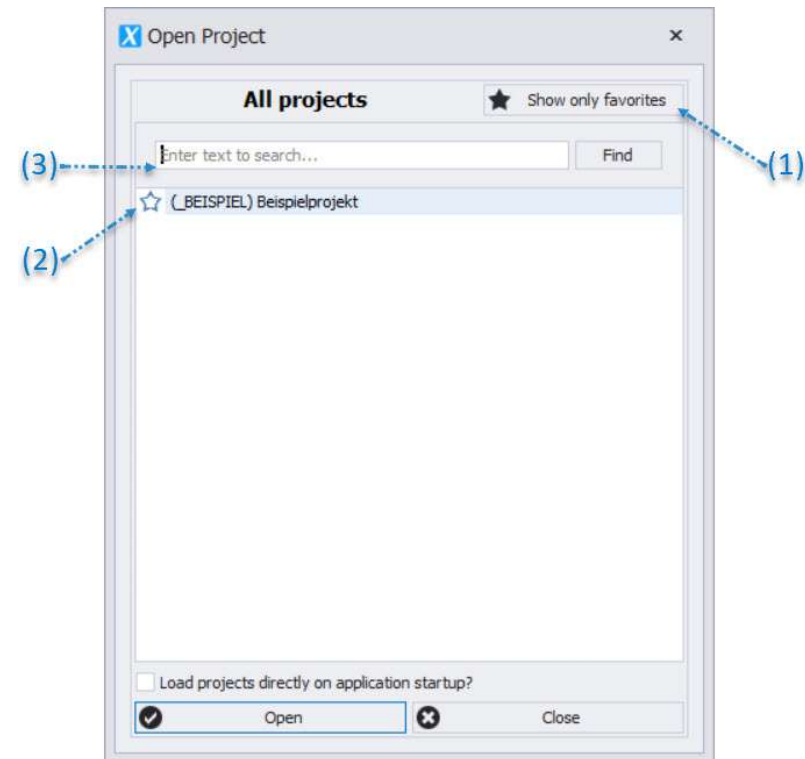 X Open Project ×
All projects Show only favorites
(1)
Enter text to search... Find
(3)
(_BEISPIEL) Beispielprojekt
(2)
Load projects directly on application startup?
Open Close